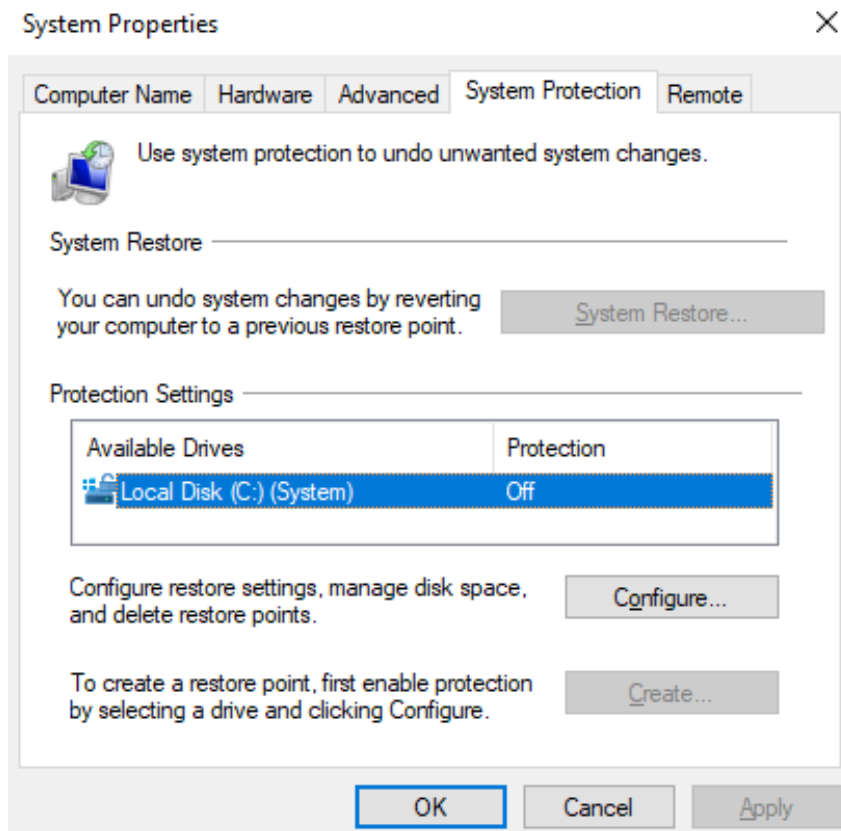 System Properties
Computer Name Hardware Advanced System Protection Remote
Use system protection to undo unwanted system changes.
System Restore
You can undo system changes by reverting
your computer to a previous restore point.
System Restore...
Protection Settings
Available Drives Protection
Local Disk (C:) (System) Off
Configure restore settings, manage disk space,
and delete restore points.
Configure...
To create a restore point, first enable protection
by selecting a drive and clicking Configure.
Create...
OK Cancel Apply